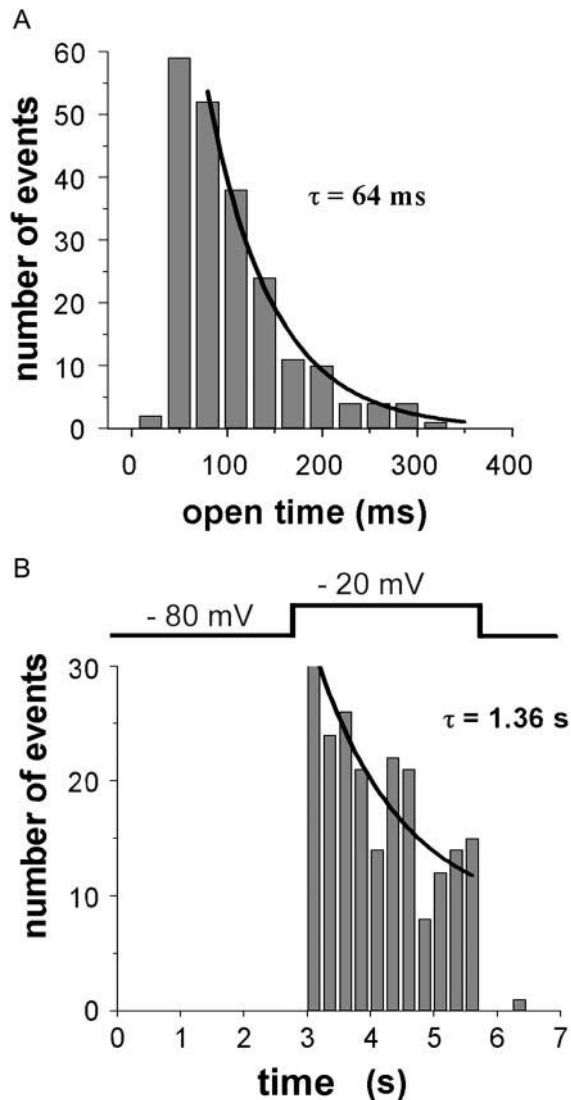 A
60
50
40
30
20
10
0
number of events
τ = 64 ms
0 100 200 300 400
open time (ms)
B
- 20 mV
- 80 mV
30
20
10
0
number of events
τ = 1.36 s
0 1 2 3 4 5 6 7
time (s)